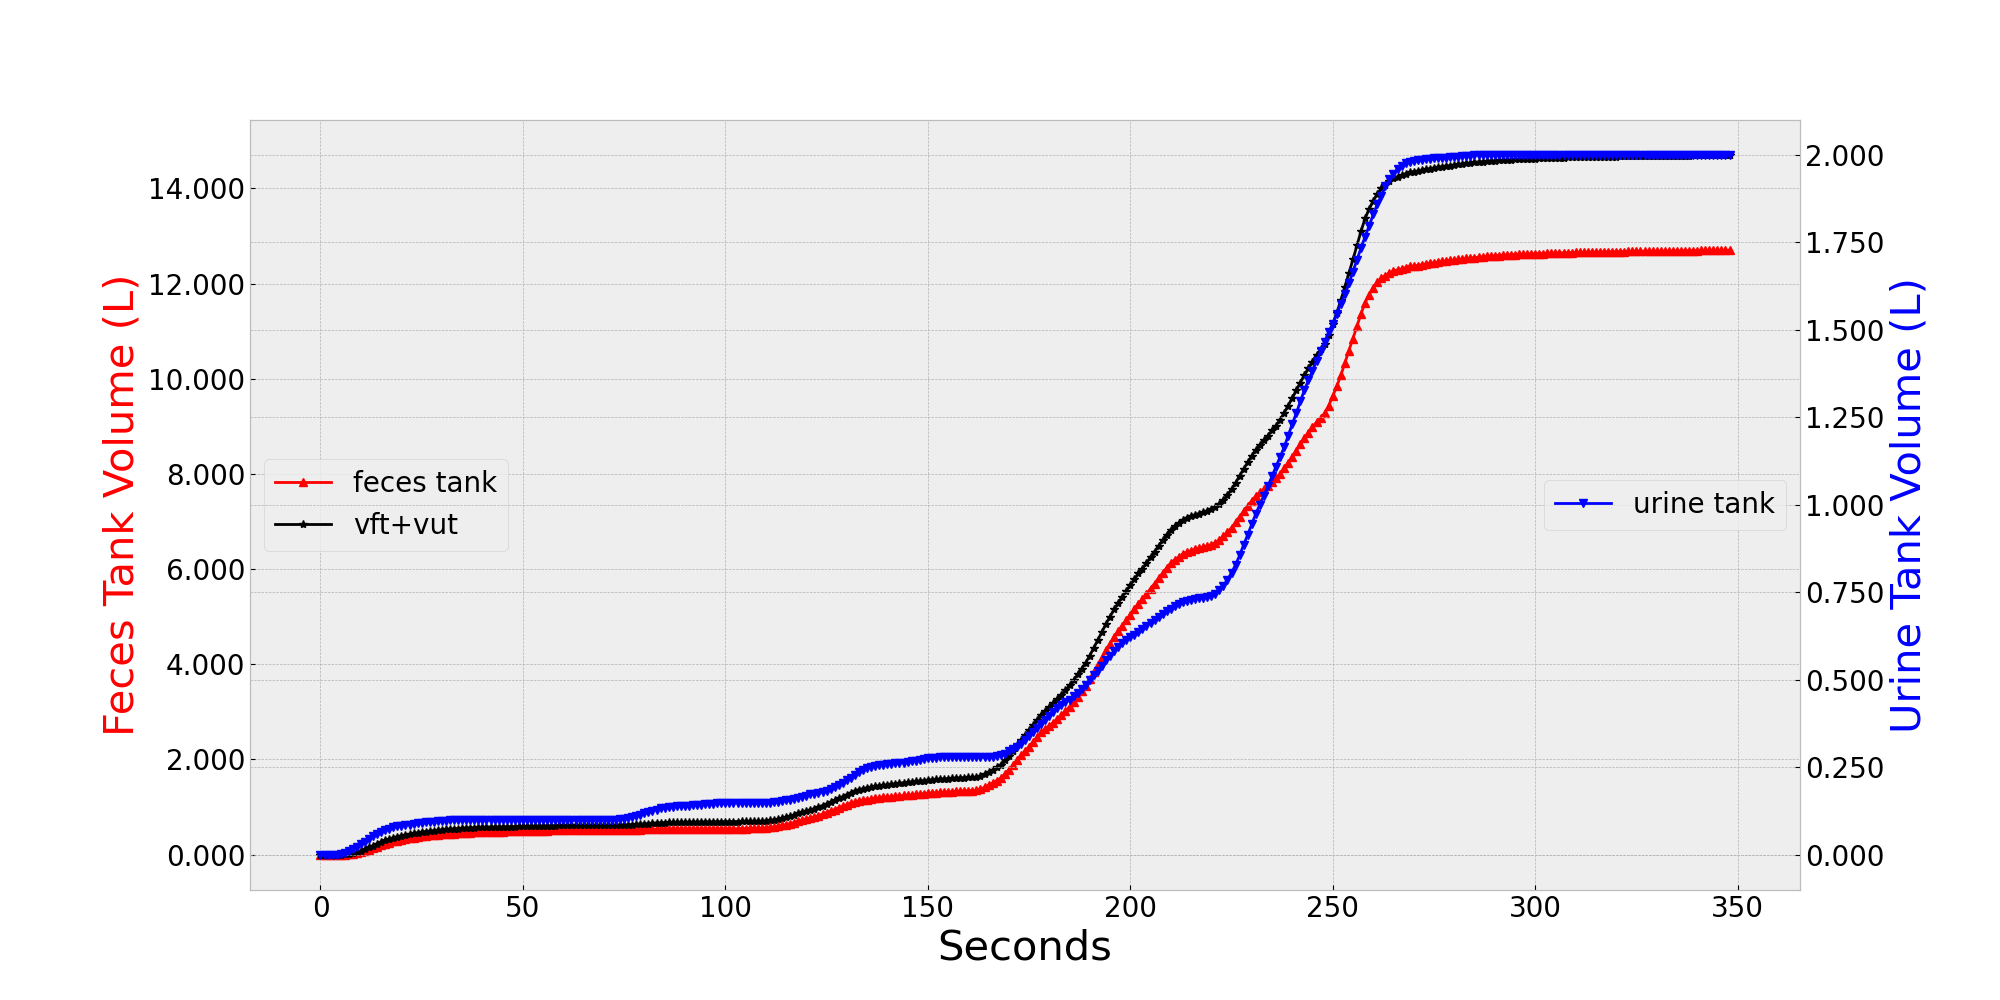 Feces Tank Volume (L)
14.000
12.000
10.000
8.000
6.000
4.000
2.000
0.000
feces tank
vft+vut
urine tank
2.000
1.750
1.500
1.250
1.000
0.750
0.500
0.250
0.000
Urine Tank Volume (L)
0 50 100 150 200 250 300 350
Seconds